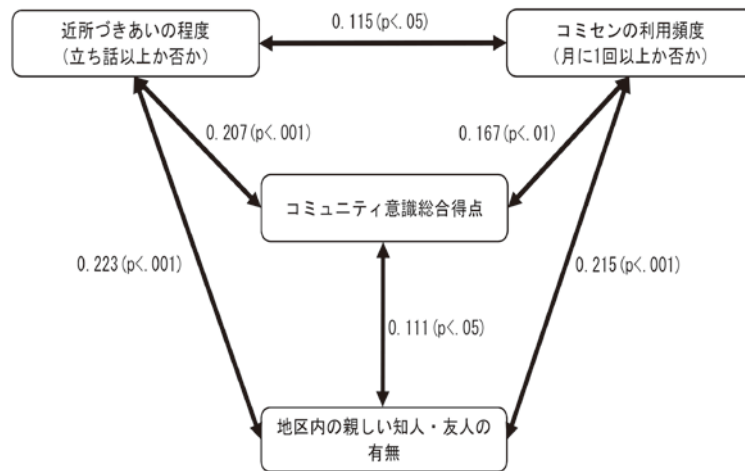 近所づきあいの程度
（立ち話以上か否か）
0.115(p<.05)
コミセンの利用頻度
（月に1回以上か否か）
0.207(p<.001)
0.167(p<.01)
コミュニティ意識総合得点
0.223(p<.001)
0.215(p<.001)
0.111(p<.05)
地区内の親しい知人・友人の
有無